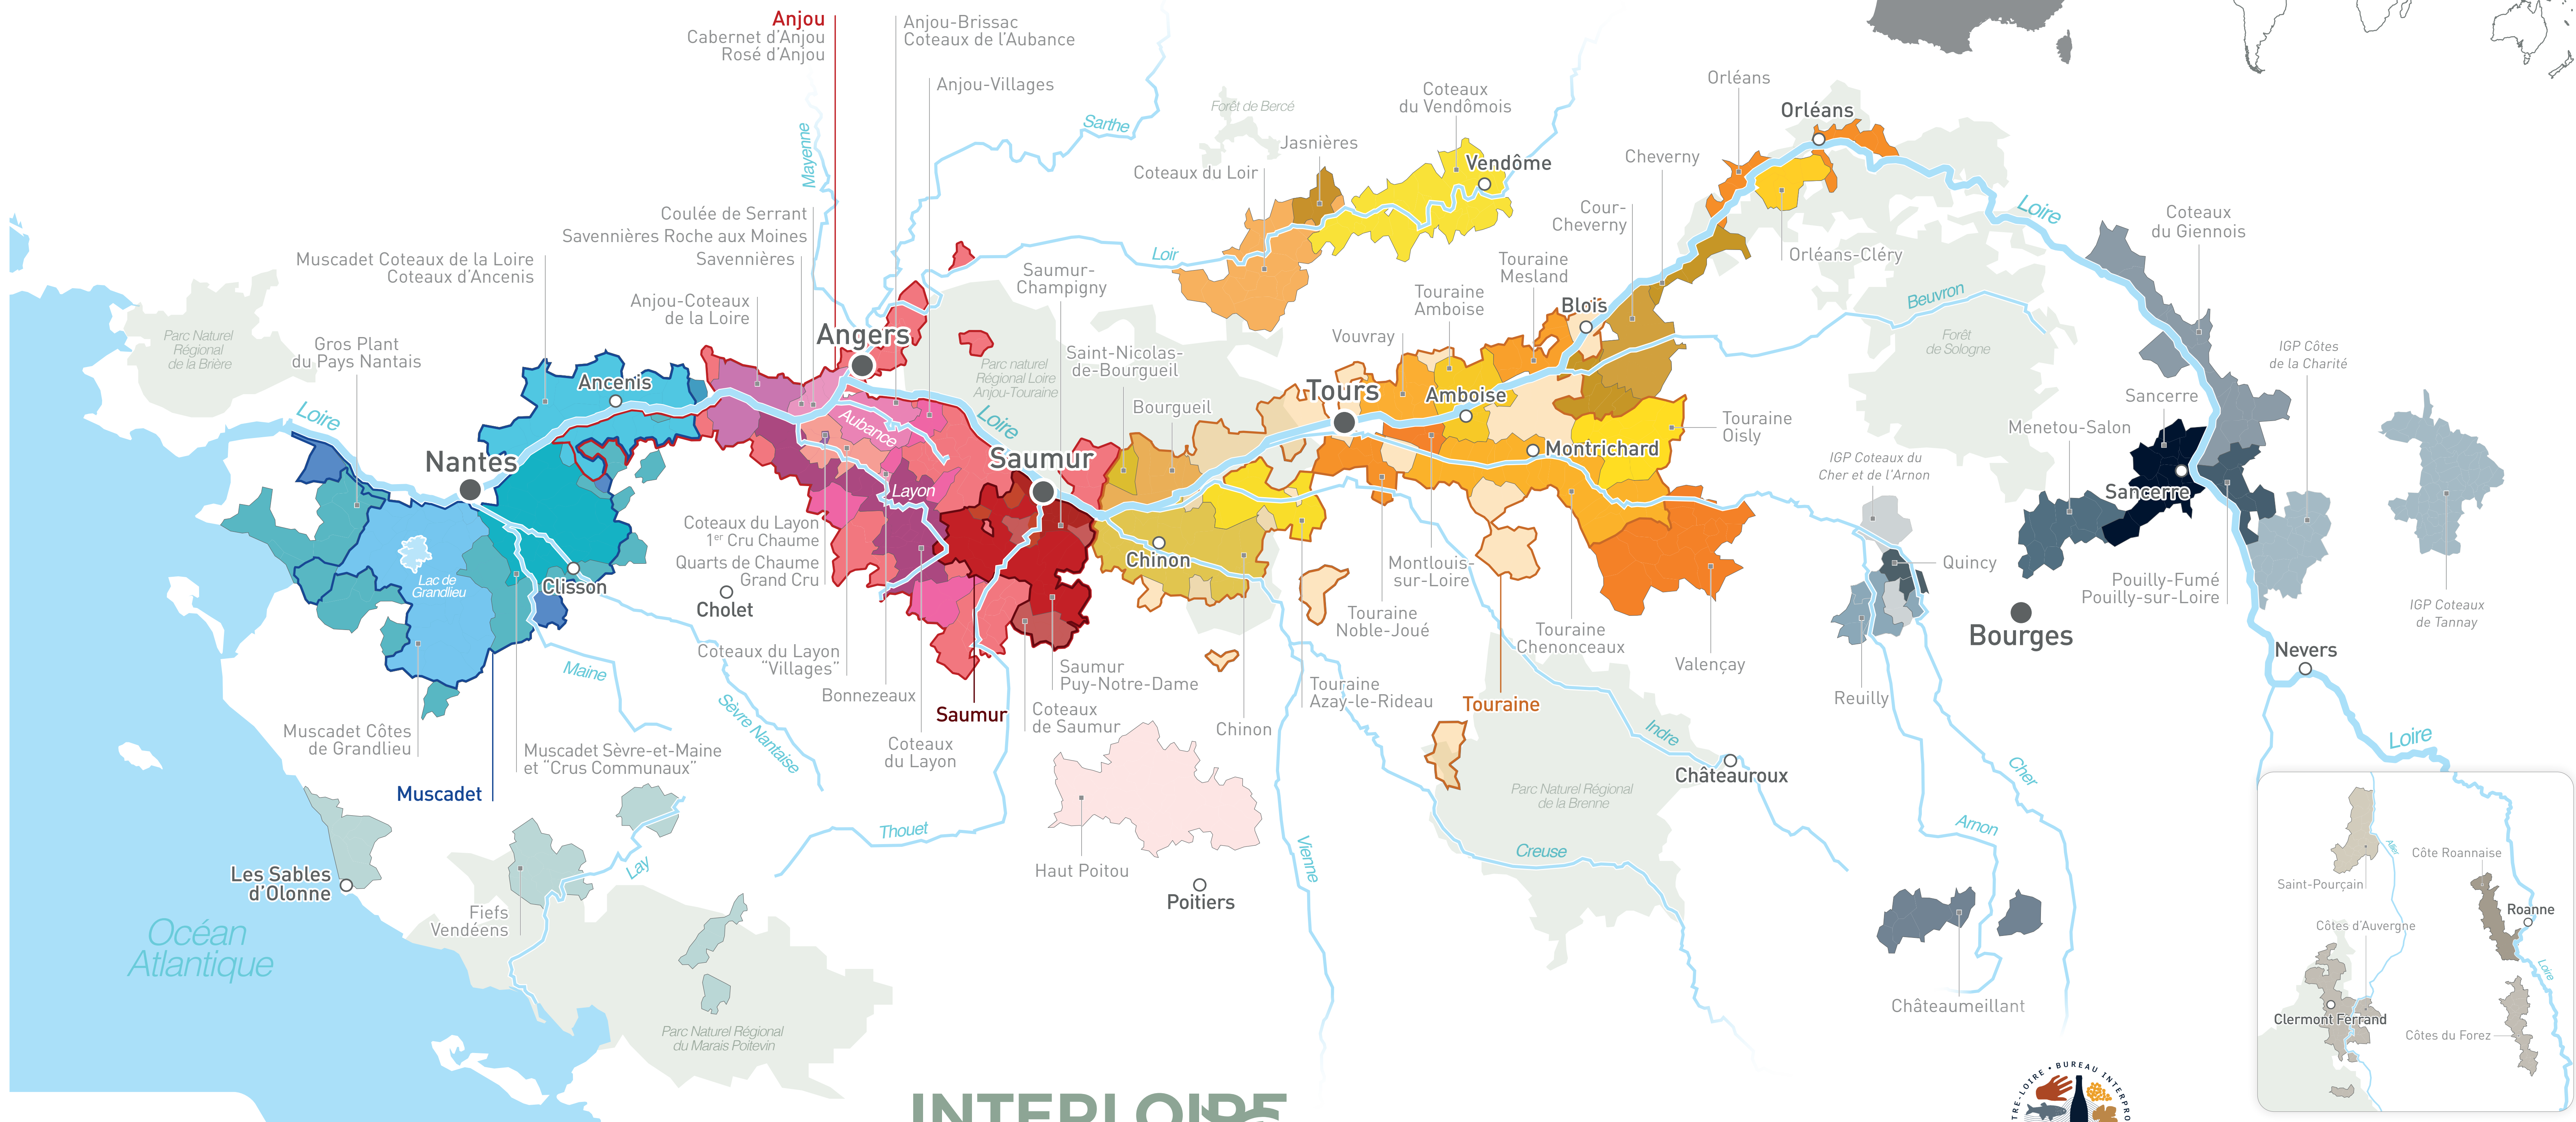 Anjou
Cabernet d'Anjou
Rosé d'Anjou
Anjou-Brissac
Coteaux de l'Aubance
Anjou-Villages
Mayenne
Sarthe
Forêt de Bercé
Coteaux
du Vendômois
Jasnières
Coteaux du Loir
Vendôme
Orléans
Orléans
Cheverny
Cour-
Cheverny
Orléans-Cléry
Loire
Coteaux
du Giennois
Coulée de Serrant
Savennières Roche aux Moines
Savennières
Muscadet Coteaux de la Loire
Coteaux d'Ancenis
Anjou-Coteaux
de la Loire
Gros Plant
du Pays Nantais
Parc Naturel
Régional
de la Brière
Loir
Saumur-
Champigny
Touraine
Mesland
Touraine
Amboise
Blois
Vouvray
Beuvron
Forêt
de Sologne
IGP Côtes
de la Charité
Angers
Parc naturel
Régional Loire
Anjou-Touraine
Saint-Nicolas-
de-Bourgueil
Bourgueil
Ancenis
Loire
Aubance
Loire
Tours
Amboise
Montrichard
Touraine
Oisly
Sancerre
Menetou-Salon
IGP Coteaux du
Cher et de l'Arnon
Nantes
Saumur
Layon
Sancerre
Coteaux du Layon
1er Cru Chaume
Quarts de Chaume
Grand Cru
Lac de
Grandlieu
Clisson
Cholet
Chinon
Montlouis-
sur-Loire
Quincy
Pouilly-Fumé
Pouilly-sur-Loire
IGP Coteaux
de Tannay
Touraine
Noble-Joué
Touraine
Chenonceaux
Valençay
Bourges
Nevers
Coteaux du Layon
"Villages"
Bonnezeaux
Saumur
Saumur
Puy-Notre-Dame
Coteaux
de Saumur
Chinon
Touraine
Azay-le-Rideau
Touraine
Reuilly
Maine
Sèvre Nantaise
Muscadet Côtes
de Grandlieu
Muscadet Sèvre-et-Maine
et "Crus Communaux"
Muscadet
Coteaux
du Layon
Indre
Châteauroux
Parc Naturel Régional
de la Brenne
Cher
Loire
Thouet
Arnon
Creuse
Vienne
Haut Poitou
Poitiers
Les Sables
d'Olonne
Lay
Fiefs
Vendéens
Océan
Atlantique
Parc Naturel Régional
du Marais Poitevin
Châteaumeillant
Allier
Saint-Pourçain
Côte Roannaise
Roanne
Côtes d'Auvergne
Loire
Clermont Ferrand
Côtes du Forez
INTERLOIRE
TRE-LOIRE • BUREAU INTERPRO